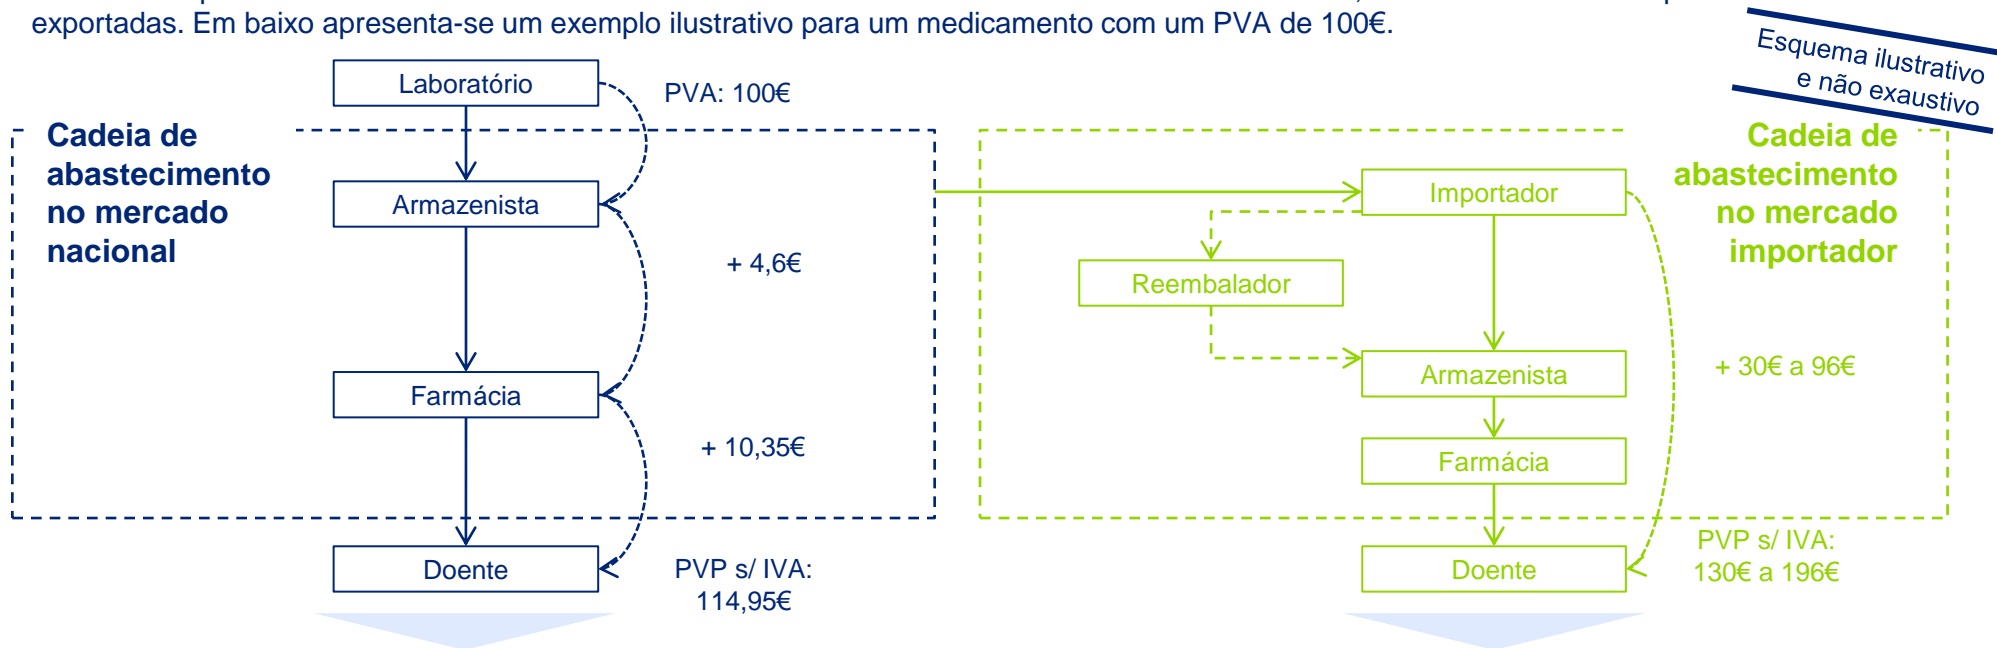 exportadas. Em baixo apresenta-se um exemplo ilustrativo para um medicamento com um PVA de 100€.
Esquema ilustrativo
e não exaustivo
Laboratório
PVA: 100€
Cadeia de
abastecimento
no mercado
nacional
Armazenista
+ 4,6€
Farmácia
+ 10,35€
Doente
PVP s/ IVA:
114,95€
Cadeia de
abastecimento
no mercado
importador
Importador
Reembalador
Armazenista
+ 30€ a 96€
Farmácia
Doente
PVP s/ IVA:
130€ a 196€